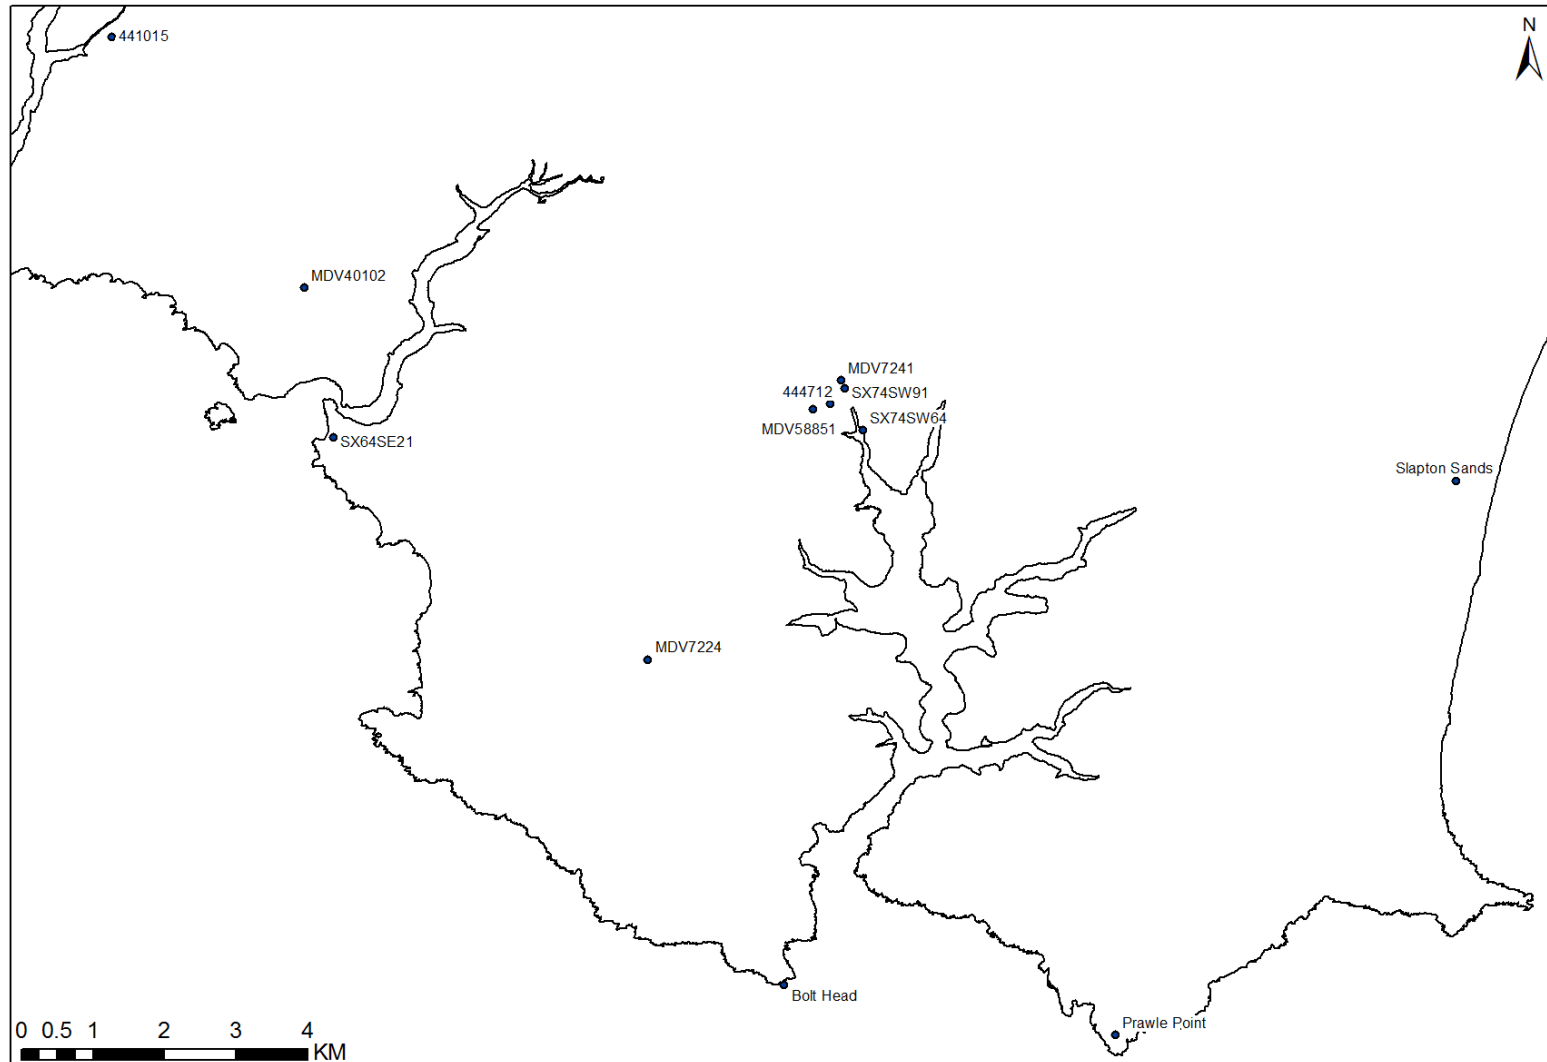 N
441015
MDV40102
MDV7241
444712
SX74SW91
MDV58851
SX74SW64
SX64SE21
Slapton Sands
MDV7224
Bolt Head
Prawle Point
0 0.5 1 2 3 4
KM